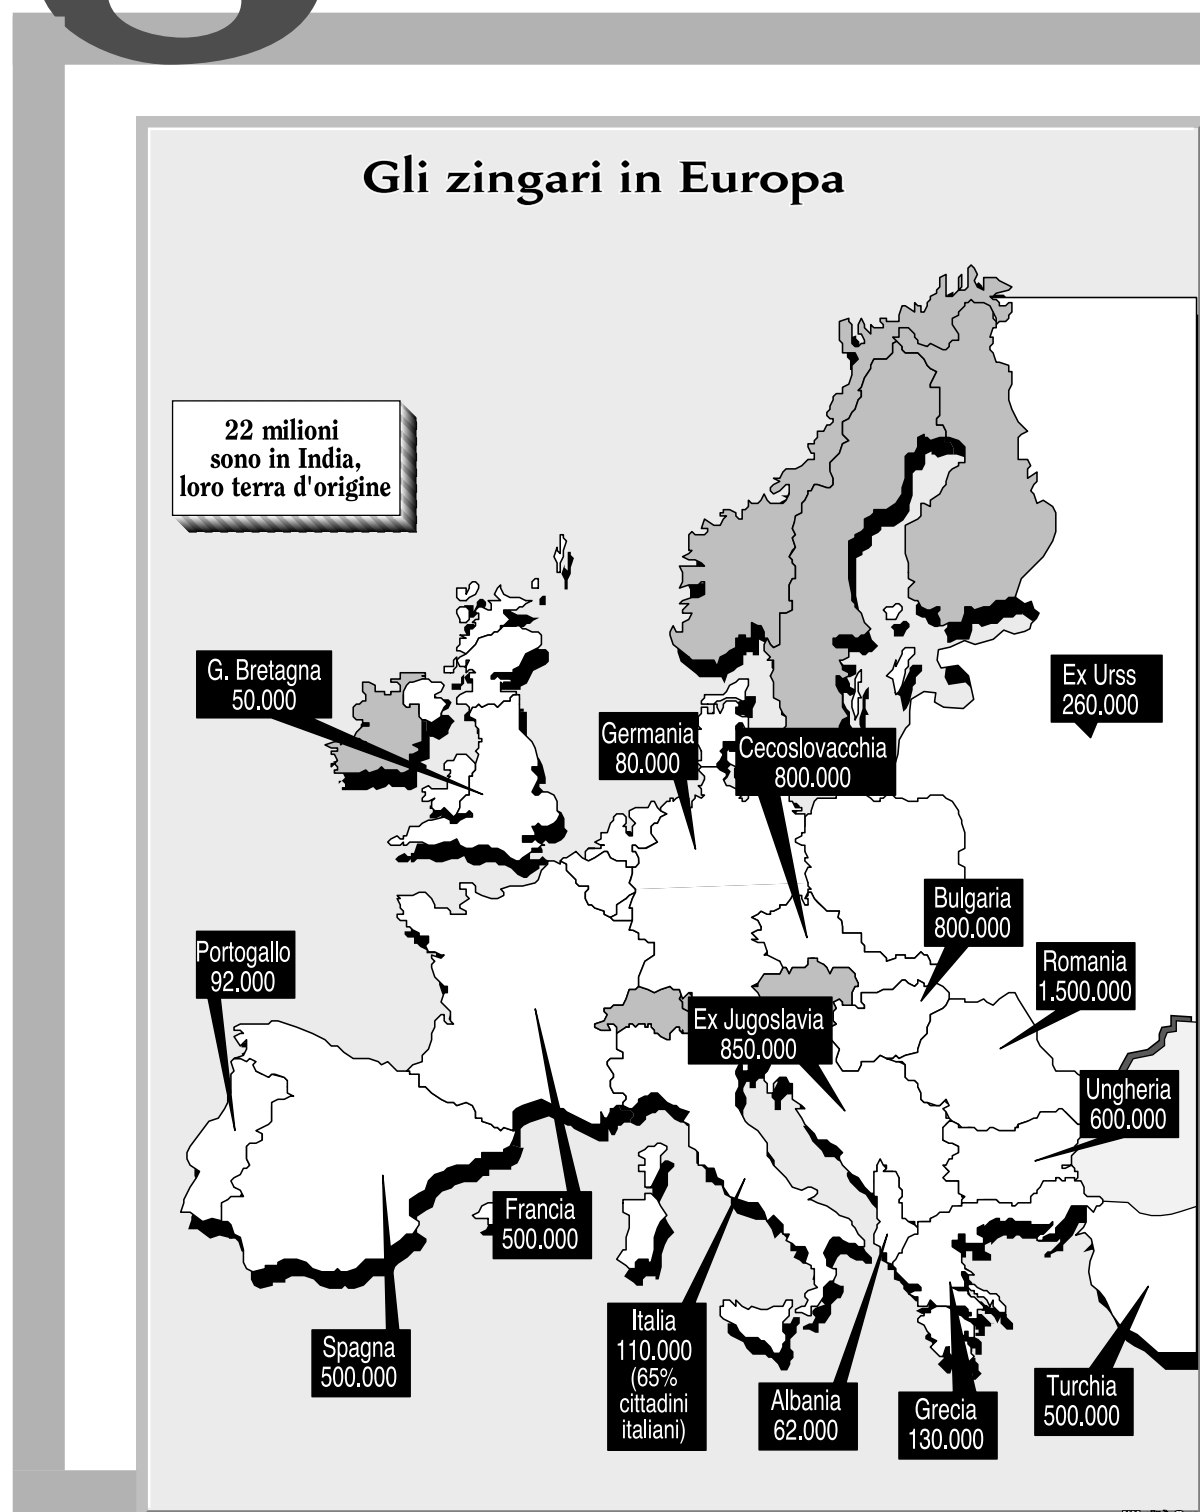 Gli zingari in Europa
22 milioni
sono in India,
loro terra d'origine
G. Bretagna
50.000
Ex Urss
260.000
Germania
80.000
Cecoslovacchia
800.000
Bulgaria
800.000
Portogallo
92.000
Romania
1.500.000
Ex Jugoslavia
850.000
Ungheria
600.000
Francia
500.000
Spagna
500.000
Italia
110.000
(65%
cittadini
italiani)
Albania
62.000
Grecia
130.000
Turchia
500.000